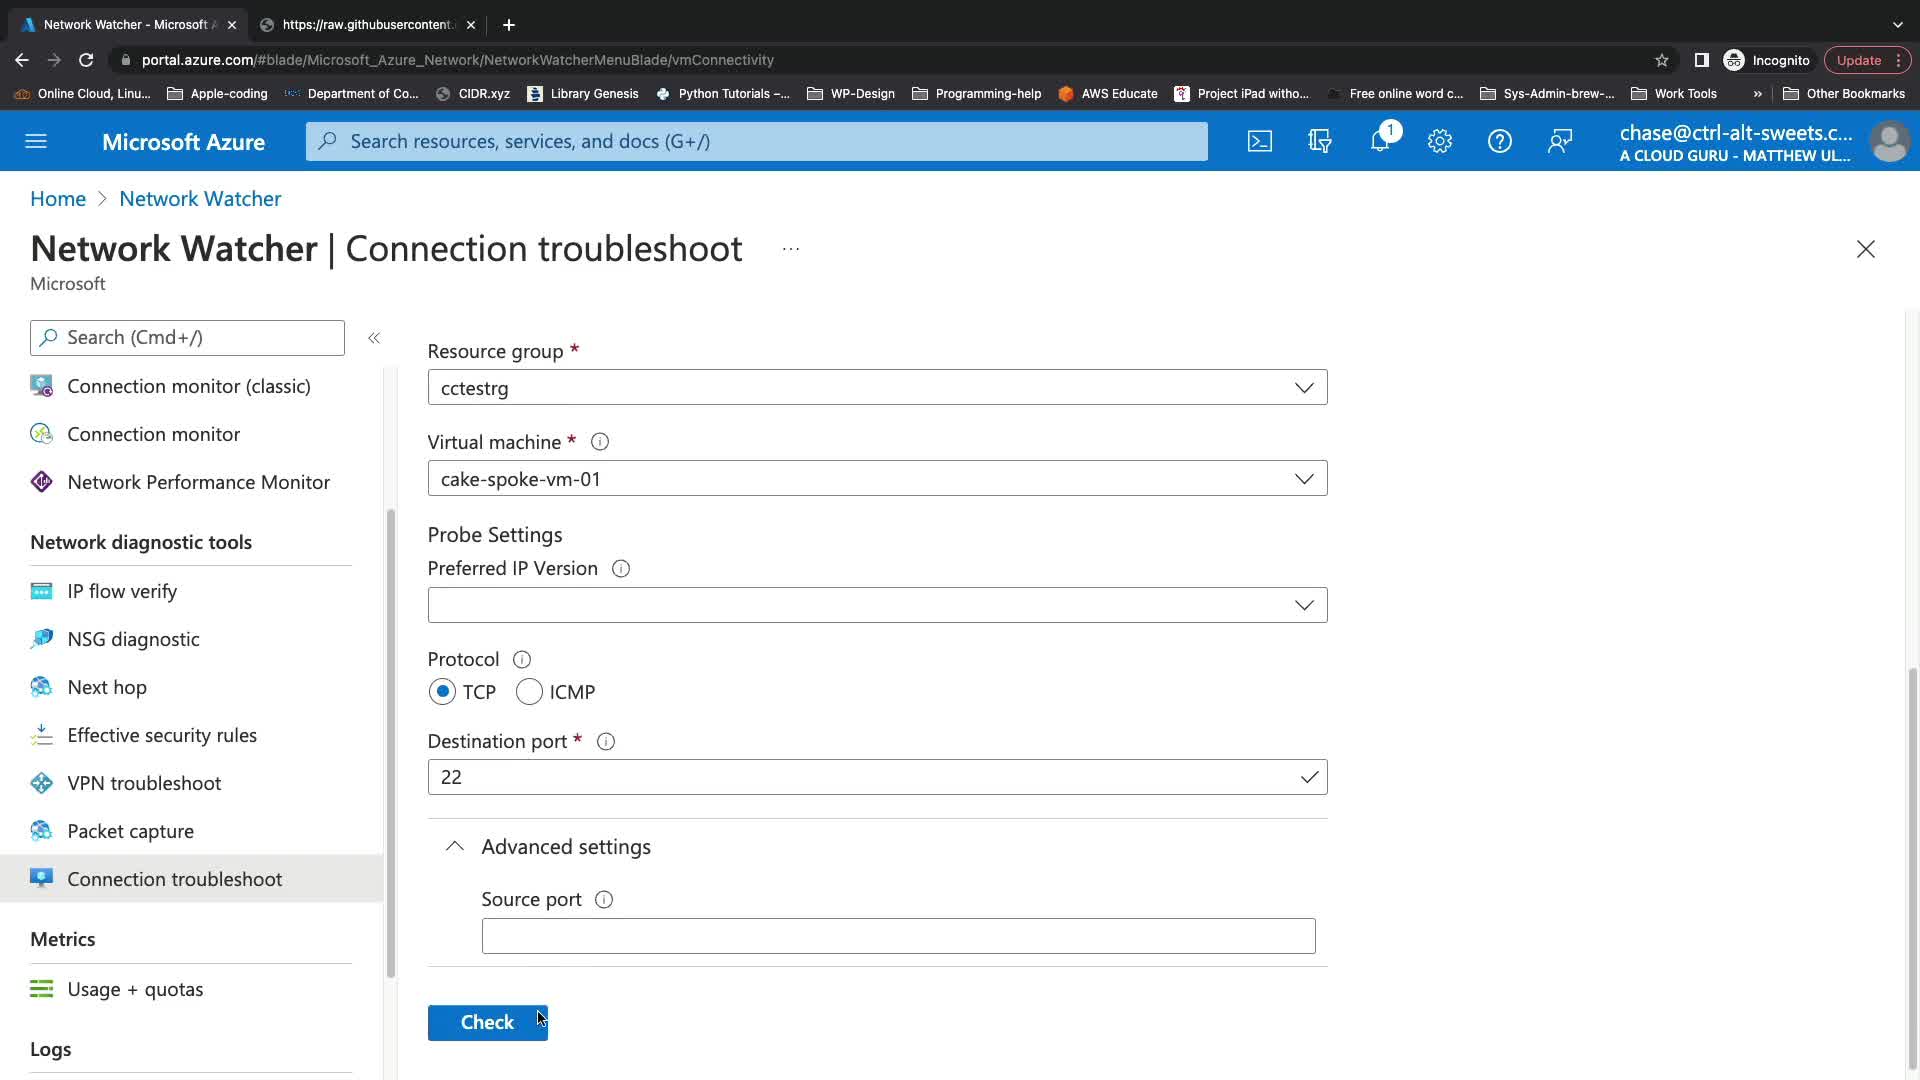 Network Watcher - Microsoft A
https://raw.githubusercontent.
portal.azure.com/#blade/Microsoft_Azure_Network/NetworkWatcherMenuBlade/vmConnectivity
Incognito
Update
Online Cloud, Linu...
Apple-coding
Department of Co...
CIDR.xyz
Library Genesis
Python Tutorials –...
WP-Design
Programming-help
AWS Educate
Project iPad witho...
Free online word c...
Sys-Admin-brew-...
Work Tools
»
Other Bookmarks
Microsoft Azure
Search resources, services, and docs (G+/)
1
chase@ctrl-alt-sweets.c...
A CLOUD GURU - MATTHEW UL...
Home > Network Watcher
Network Watcher | Connection troubleshoot ...
Microsoft
Search (Cmd+/)
«
Connection monitor (classic)
Connection monitor
Network Performance Monitor
Network diagnostic tools
IP flow verify
NSG diagnostic
Next hop
Effective security rules
VPN troubleshoot
Packet capture
Connection troubleshoot
Metrics
Usage + quotas
Logs
Resource group *
cctestrg
Virtual machine *
cake-spoke-vm-01
Probe Settings
Preferred IP Version
Protocol
TCP
ICMP
Destination port *
22
Advanced settings
Source port
Check